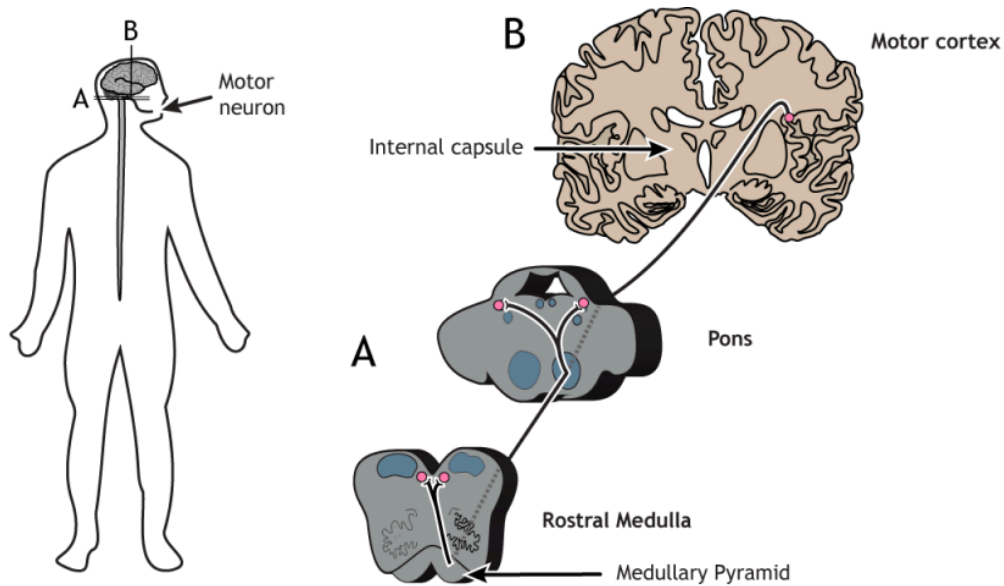 B
A
Motor
neuron
B
Motor cortex
Internal capsule
A
Pons
Rostral Medulla
Medullary Pyramid